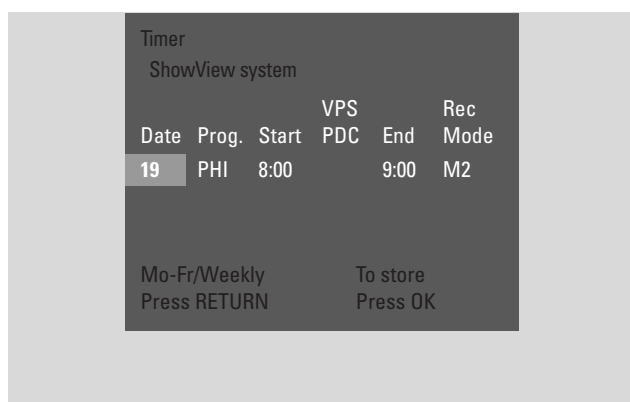 Timer
ShowView system
VPS Rec
Date Prog. Start PDC End Mode
19 PHI 8:00 9:00 M2
Mo-Fr/Weekly To store
Press RETURN Press OK